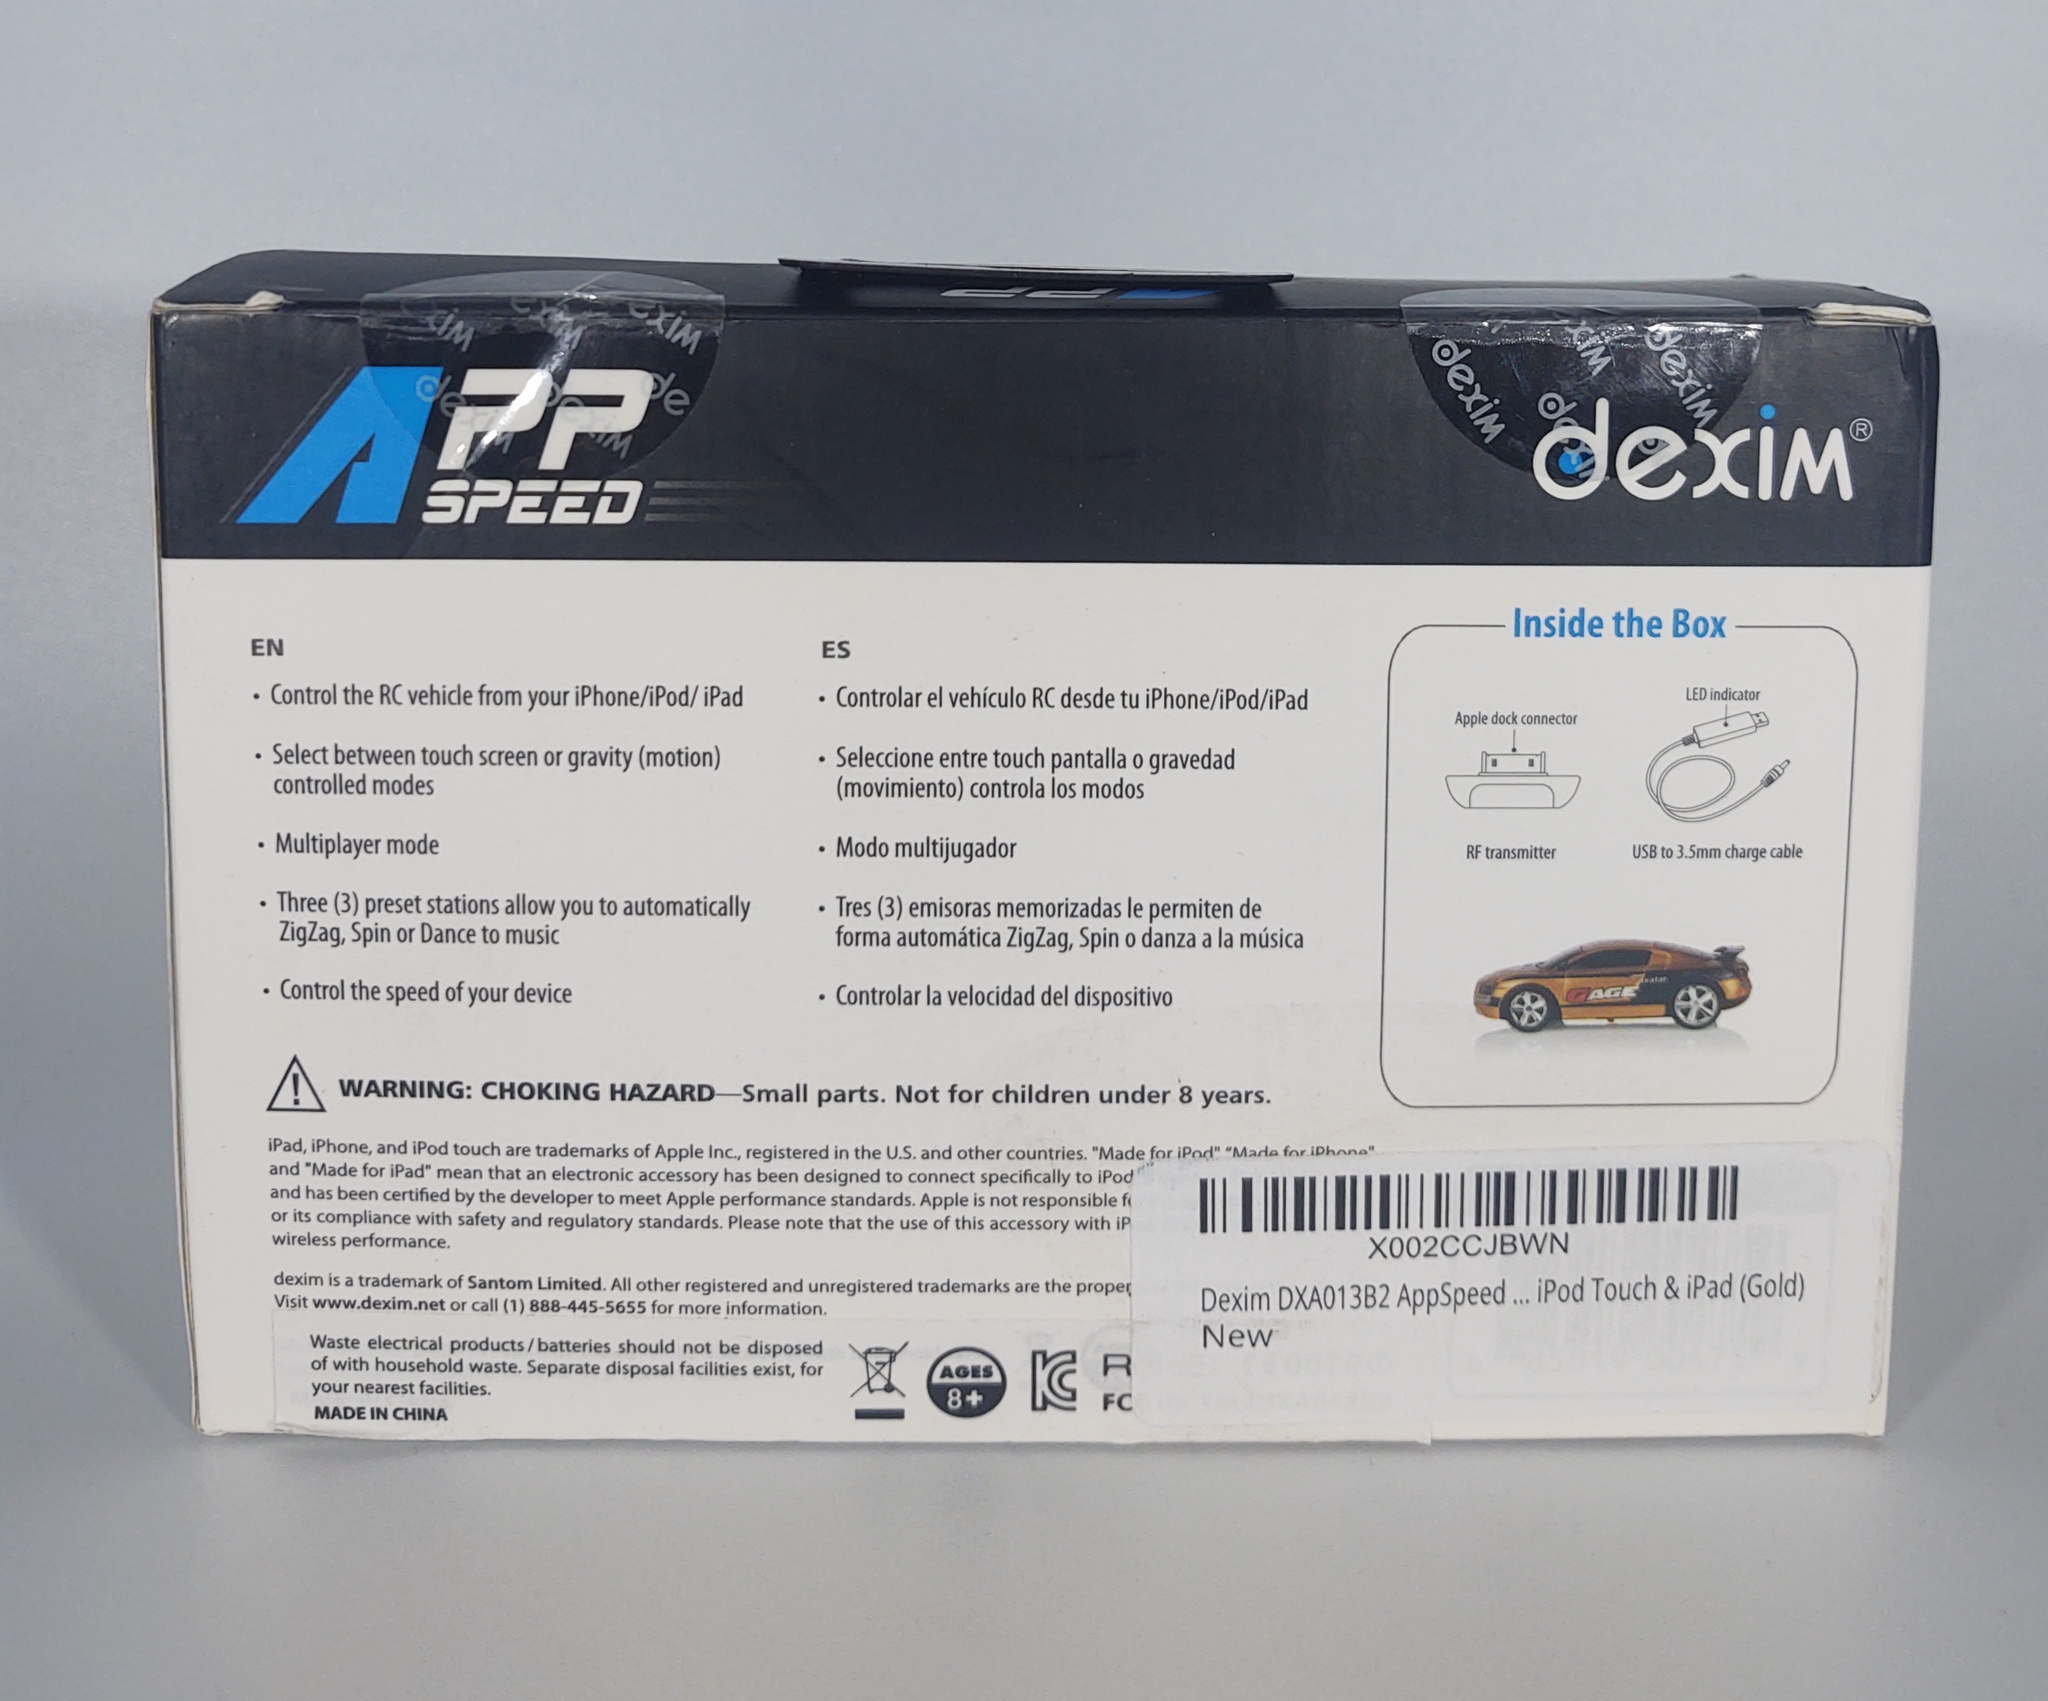 APP
SPEED
dexim®
EN
• Control the RC vehicle from your iPhone/iPod/ iPad
• Select between touch screen or gravity (motion)
controlled modes
• Multiplayer mode
• Three (3) preset stations allow you to automatically
ZigZag, Spin or Dance to music
• Control the speed of your device
ES
• Controlar el vehículo RC desde tu iPhone/iPod/iPad
• Seleccione entre touch pantalla o gravedad
(movimiento) controla los modos
• Modo multijugador
• Tres (3) emisoras memorizadas le permiten de
forma automática ZigZag, Spin o danza a la música
• Controlar la velocidad del dispositivo
Inside the Box
LED indicator
Apple dock connector
RF transmitter
USB to 3.5mm charge cable
GAGE
WARNING: CHOKING HAZARD—Small parts. Not for children under 8 years.
iPad, iPhone, and iPod touch are trademarks of Apple Inc., registered in the U.S. and other countries. "Made for iPod" “Made for iPhone"
and "Made for iPad" mean that an electronic accessory has been designed to connect specifically to iPod
and has been certified by the developer to meet Apple performance standards. Apple is not responsible
or its compliance with safety and regulatory standards. Please note that the use of this accessory with
wireless performance.
dexim is a trademark of Santom Limited. All other registered and unregistered trademarks are the
Visit www.dexim.net or call (1) 888-445-5655 for more information.
Waste electrical products/batteries should not be disposed
of with household waste. Separate disposal facilities exist, for
your nearest facilities.
MADE IN CHINA
AGES
8+
X002CCJBWN
Dexim DXA013B2 AppSpeed ... iPod Touch & iPad (Gold)
New